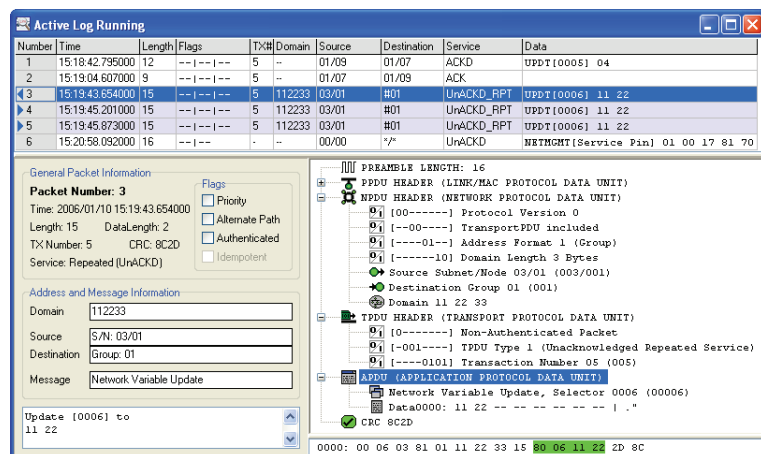 Active Log Running
Number Time Length Flags TX# Domain Source Destination Service Data
1 15:18:42.795000 12 --|--|-- 5 -- 01/09 01/07 ACKD UPDT[0005] 04
2 15:19:04.607000 9 --|--|-- 5 -- 01/07 01/09 ACK
3 15:19:43.654000 15 --|--|-- 5 112233 03/01 #01 UnACKD_RPT UPDT[0006] 11 22
4 15:19:45.201000 15 --|--|-- 5 112233 03/01 #01 UnACKD_RPT UPDT[0006] 11 22
5 15:19:45.873000 15 --|--|-- 5 112233 03/01 #01 UnACKD_RPT UPDT[0006] 11 22
6 15:20:58.092000 16 --|-- - -- 00/00 */* UnACKD NETMGMT[Service Pin] 01 00 17 81 70
General Packet Information
Packet Number: 3
Time: 2006/01/10 15:19:43.654000
Length: 15 DataLength: 2
TX Number: 5 CRC: 8C2D
Service: Repeated (UnACKD)
Flags
Priority
Alternate Path
Authenticated
Idempotent
Address and Message Information
Domain 112233
Source S/N: 03/01
Destination Group: 01
Message Network Variable Update
Update [0006] to
11 22
PREAMBLE LENGTH: 16
PPDU HEADER (LINK/MAC PROTOCOL DATA UNIT)
NPDU HEADER (NETWORK PROTOCOL DATA UNIT)
[00------] Protocol Version 0
[--00----] TransportPDU included
[----01--] Address Format 1 (Group)
[------10] Domain Length 3 Bytes
Source Subnet/Node 03/01 (003/001)
Destination Group 01 (001)
Domain 11 22 33
TPDU HEADER (TRANSPORT PROTOCOL DATA UNIT)
[0-------] Non-Authenticated Packet
[-001----] TPDU Type 1 (Unacknowledged Repeated Service)
[----0101] Transaction Number 05 (005)
APDU (APPLICATION PROTOCOL DATA UNIT)
Network Variable Update, Selector 0006 (00006)
Data0000: 11 22 -- -- -- -- -- -- | ."
CRC 8C2D
0000: 00 06 03 81 01 11 22 33 15 80 06 11 22 2D 8C